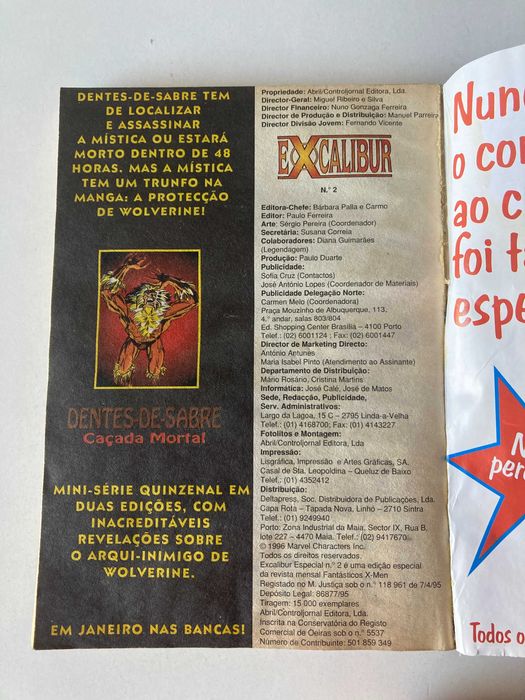 DENTES-DE-SABRE TEM
DE LOCALIZAR
E ASSASSINAR
A MÍSTICA OU ESTARÁ
MORTO DENTRO DE 48
HORAS. MAS A MÍSTICA
TEM UM TRUNFO NA
MANGA: A PROTECÇÃO
DE WOLVERINE!
DENTES-DE-SABRE
Caçada Mortal
MINI-SÉRIE QUINZENAL EM
DUAS EDIÇÕES, COM
INACREDITÁVEIS
REVELAÇÕES SOBRE
O ARQUI-INIMIGO DE
WOLVERINE.
EM JANEIRO NAS BANCAS!
Propriedade: Abril/Controljornal Editora, Lda.
Director-Geral: Miguel Ribeiro e Silva
Director Financeiro: Nuno Gonzaga Ferreira
Director de Produção e Distribuição: Manuel Parreira
Director Divisão Jovem: Fernando Vicente
EXCALIBUR
N.º 2
Editora-Chefe: Bárbara Palla e Carmo
Editor: Paulo Ferreira
Arte: Sérgio Pereira (Coordenador)
Secretária: Susana Correia
Colaboradores: Diana Guimarães
(Legendagem)
Produção: Paulo Duarte
Publicidade:
Sofia Cruz (Contactos)
José António Lopes (Coordenador de Materiais)
Publicidade Delegação Norte:
Carmen Melo (Coordenadora)
Praça Mouzinho de Albuquerque, 113,
4.º andar, salas 803/804
Ed. Shopping Center Brasília – 4100 Porto
Telef.: (02) 6001124 ; Fax: (02) 6001447
Director de Marketing Directo:
António Antunes
Maria Isabel Pinto (Atendimento ao Assinante)
Departamento de Distribuição:
Mário Rosário, Cristina Martins
Informática: José Calé, José de Matos
Sede, Redacção, Publicidade,
Serv. Administrativos:
Largo da Lagoa, 15 C – 2795 Linda-a-Velha
Telef.: (01) 4168700; Fax: (01) 4143227
Fotolitos e Montagem:
Abril/Controljornal Editora, Lda
Impressão:
Lisgráfica, Impressão e Artes Gráficas, SA,
Casal de Sta. Leopoldina – Queluz de Baixo
Telef.: (01) 4352412
Distribuição:
Deltapress, Soc. Distribuidora de Publicações, Lda.
Capa Rota – Tapada Nova, Linhó – 2710 Sintra
Telef.: (01) 9249940
Porto: Zona Industrial da Maia, Sector IX, Rua B,
lote 227 – 4470 Maia. Telef.: (02) 9417670
© 1996 Marvel Characters Inc.
Todos os direitos reservados.
Excalibur Especial n.º 2 é uma edição especial
da revista mensal Fantásticos X-Men
Registado no M. Justiça sob o n.º 118 961 de 7/4/95
Depósito Legal: 86877/95
Tiragem: 15 000 exemplares
Abril/Controljornal Editora, Lda.
Inscrita na Conservatória do Registo
Comercial de Oeiras sob o n.º 5537
Número de Contribuinte: 501 859 349
Nunc
o co
ao c
foi t
espe
N
per
Todos o